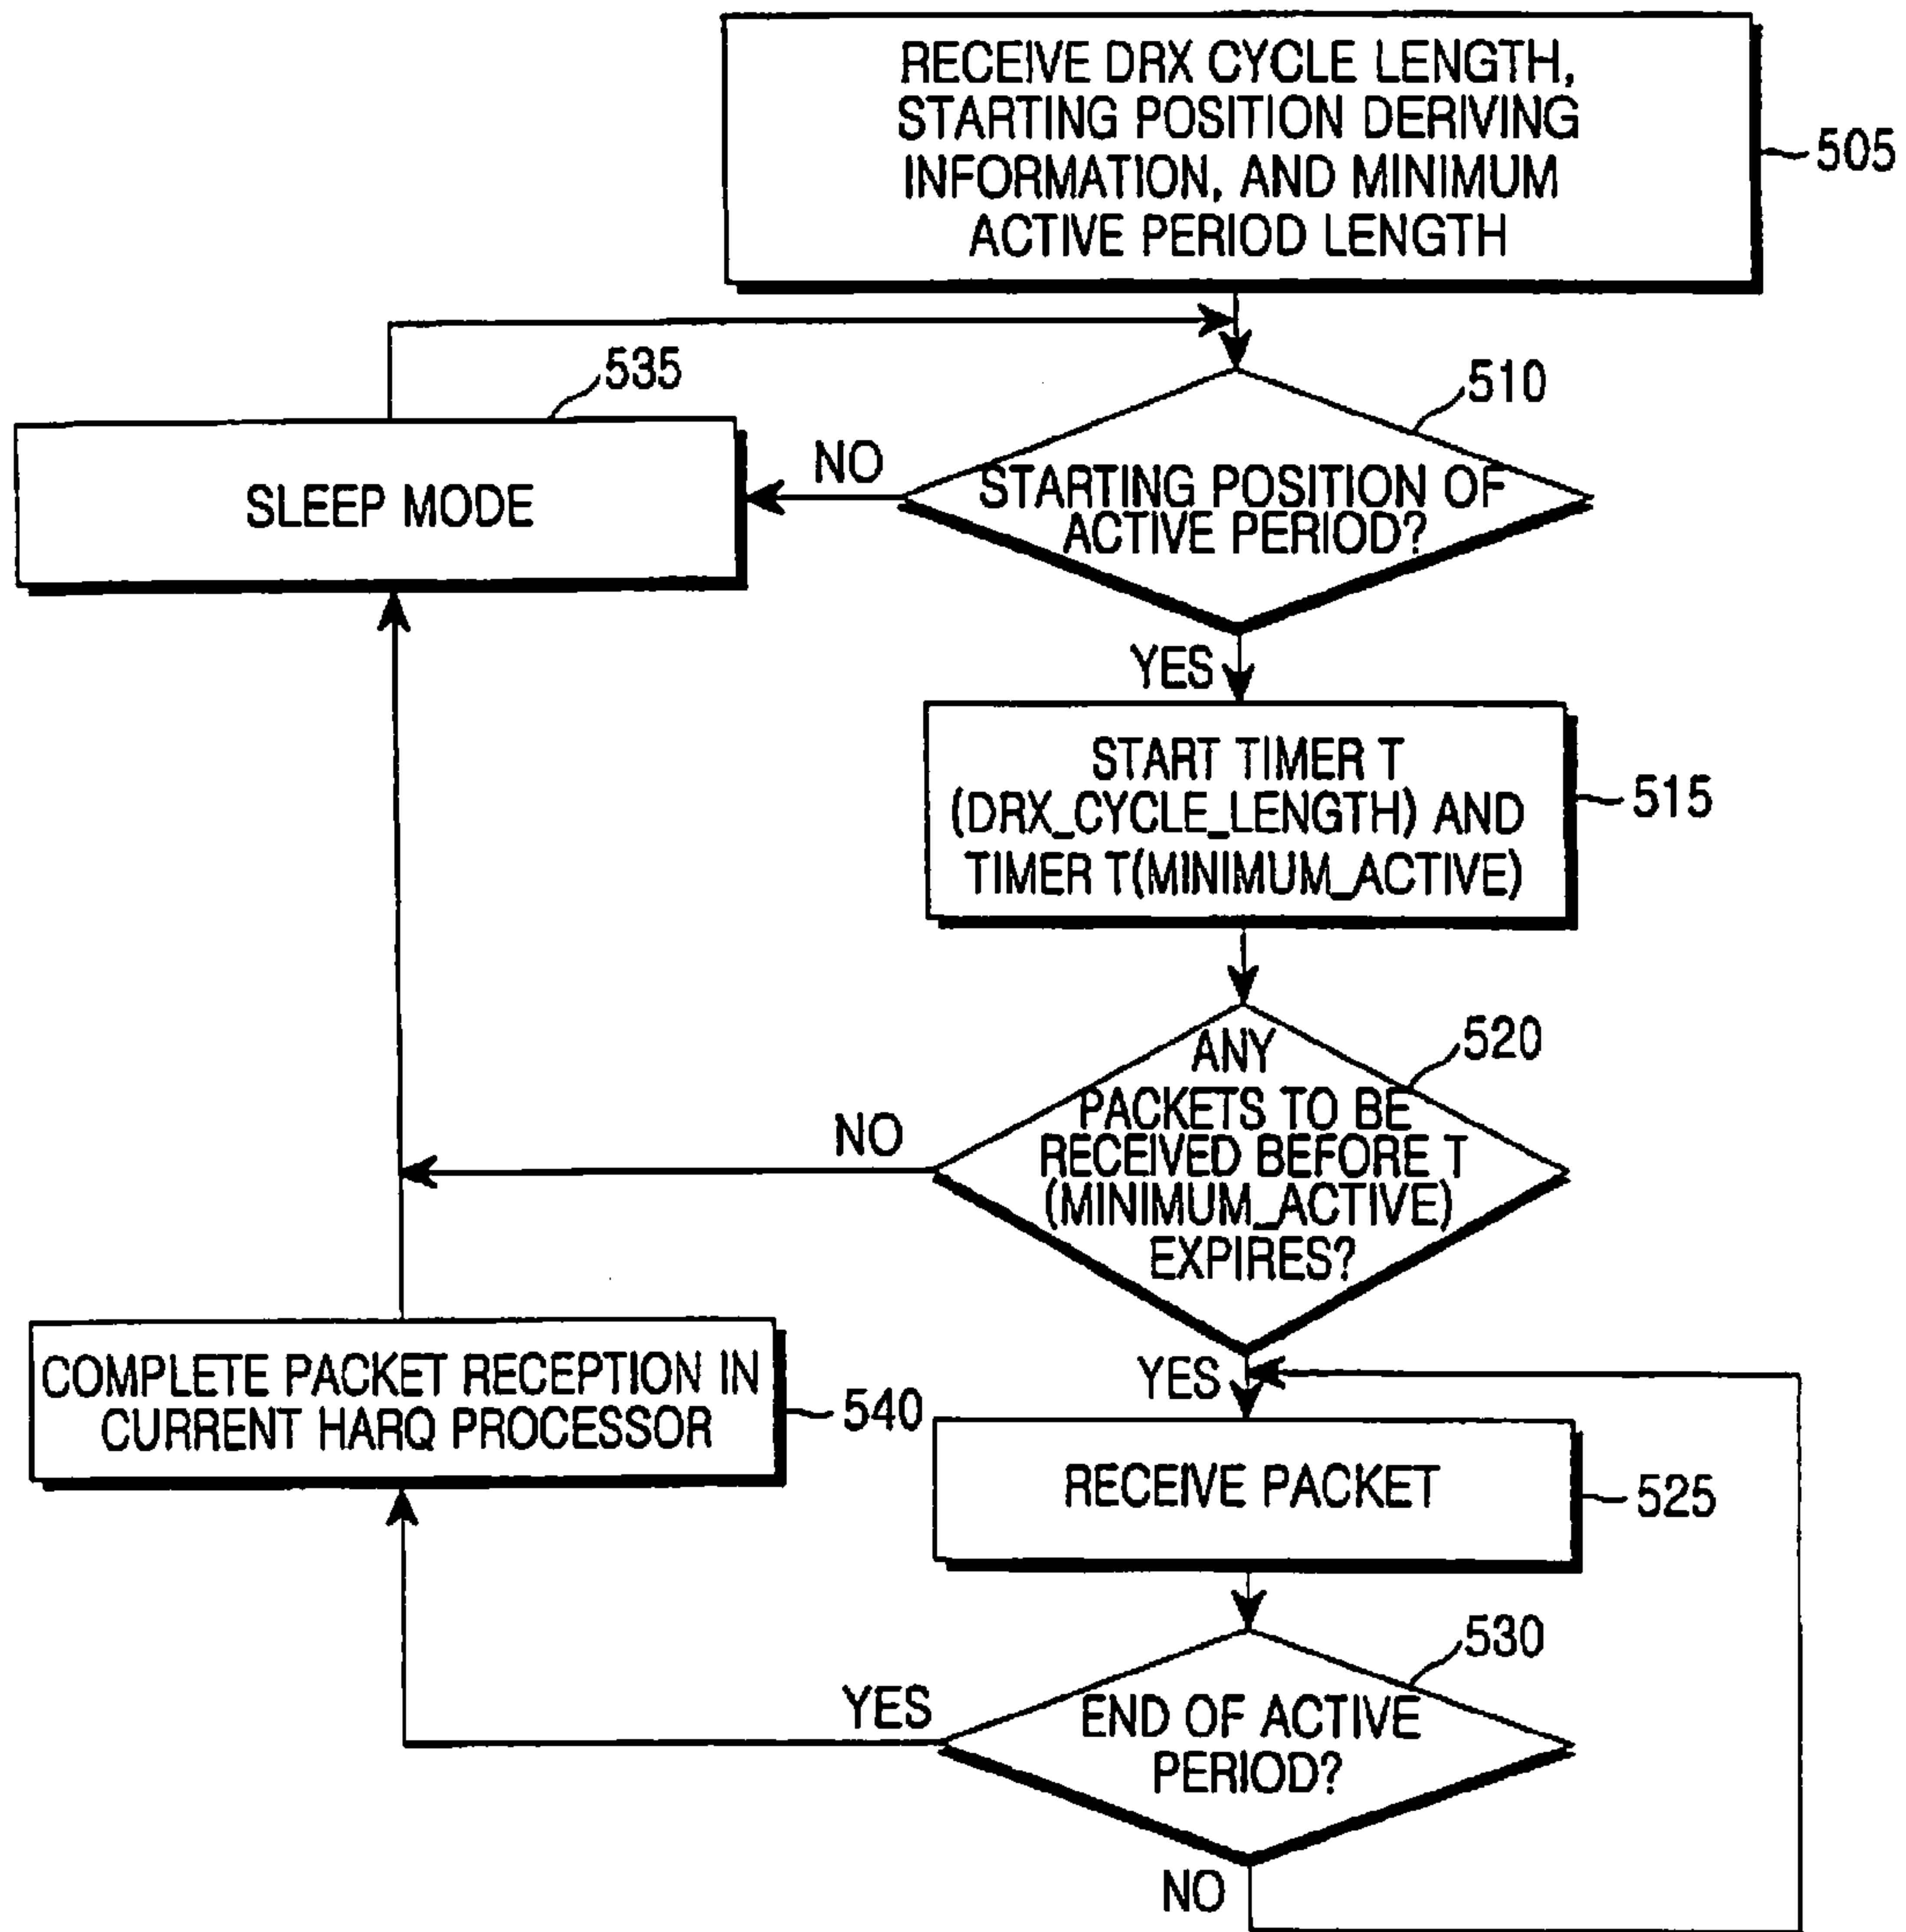 RECEIVE DRX CYCLE LENGTH,
STARTING POSITION DERIVING
INFORMATION, AND MINIMUM
ACTIVE PERIOD LENGTH
505
535
510
SLEEP MODE
NO
STARTING POSITION OF
ACTIVE PERIOD?
YES
START TIMER T
(DRX_CYCLE_LENGTH) AND
TIMER T(MINIMUM_ACTIVE)
515
520
ANY
PACKETS TO BE
RECEIVED BEFORE T
(MINIMUM_ACTIVE)
EXPIRES?
NO
YES
COMPLETE PACKET RECEPTION IN
CURRENT HARQ PROCESSOR
540
RECEIVE PACKET
525
530
END OF ACTIVE
PERIOD?
YES
NO